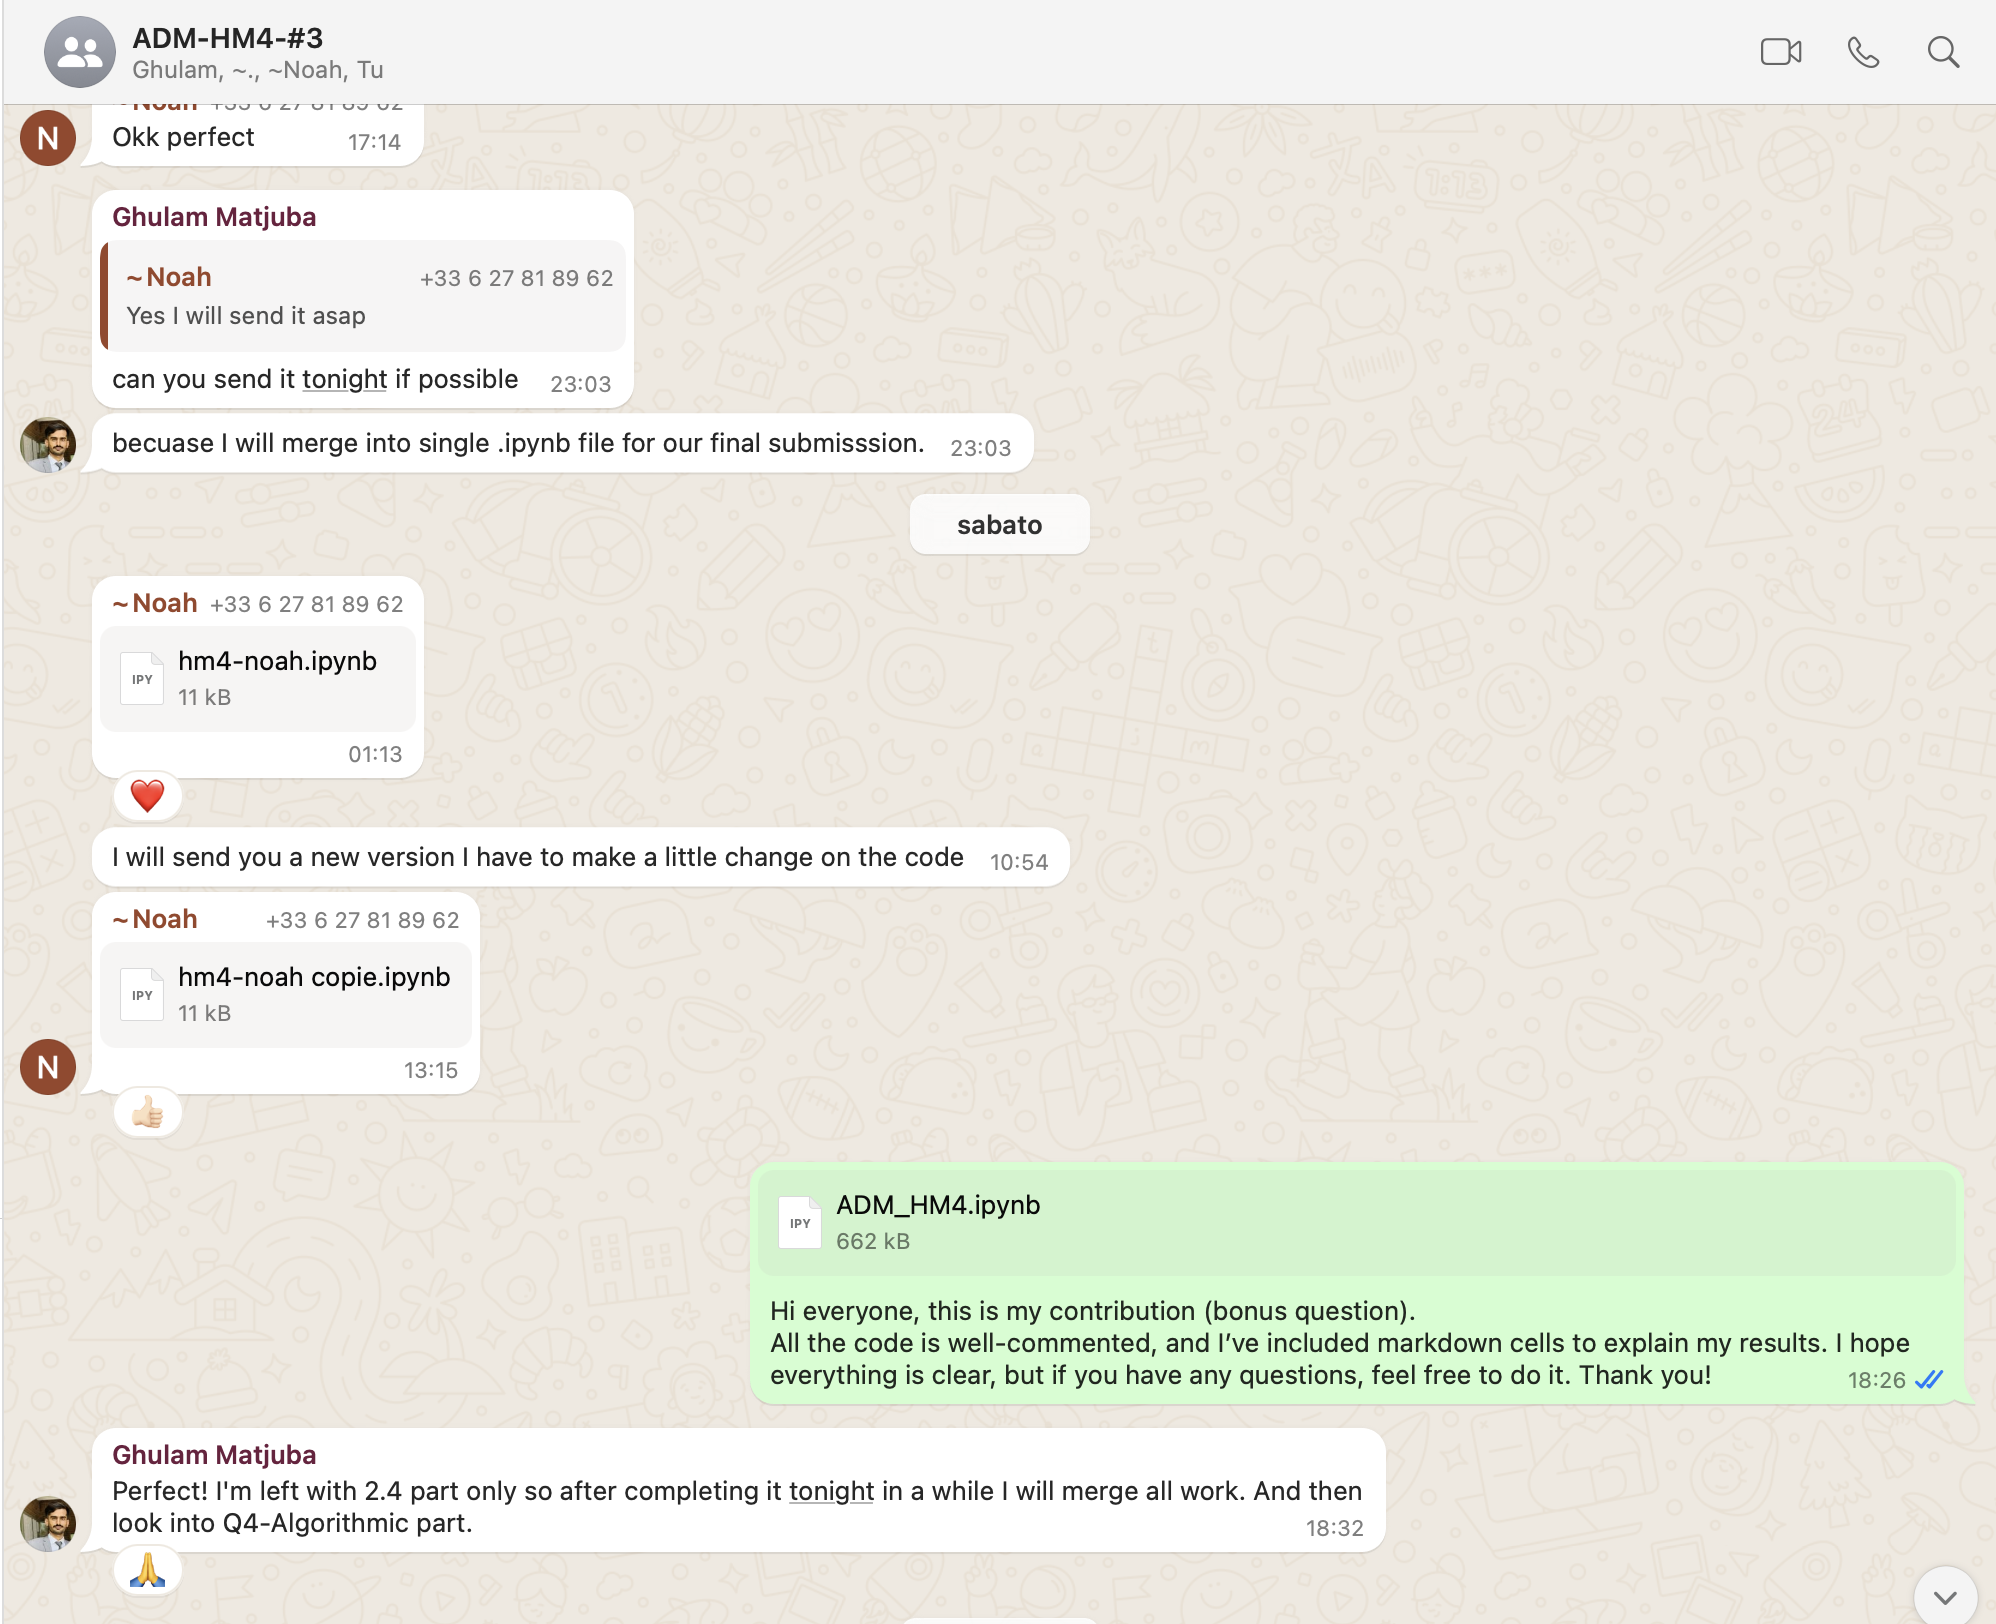 ADM-HM4-#3
Ghulam, ~., ~Noah, Tu
~Noah +33 6 27 81 89 62
N
Okk perfect 17:14
Ghulam Matjuba
~Noah +33 6 27 81 89 62
Yes I will send it asap
can you send it tonight if possible 23:03
becuase I will merge into single .ipynb file for our final submisssion. 23:03
sabato
~Noah +33 6 27 81 89 62
hm4-noah.ipynb
IPY
11 kB
01:13
I will send you a new version I have to make a little change on the code 10:54
~Noah +33 6 27 81 89 62
hm4-noah copie.ipynb
IPY
11 kB
N
13:15
ADM_HM4.ipynb
IPY
662 kB
Hi everyone, this is my contribution (bonus question).
All the code is well-commented, and I’ve included markdown cells to explain my results. I hope
everything is clear, but if you have any questions, feel free to do it. Thank you! 18:26
Ghulam Matjuba
Perfect! I'm left with 2.4 part only so after completing it tonight in a while I will merge all work. And then
look into Q4-Algorithmic part. 18:32